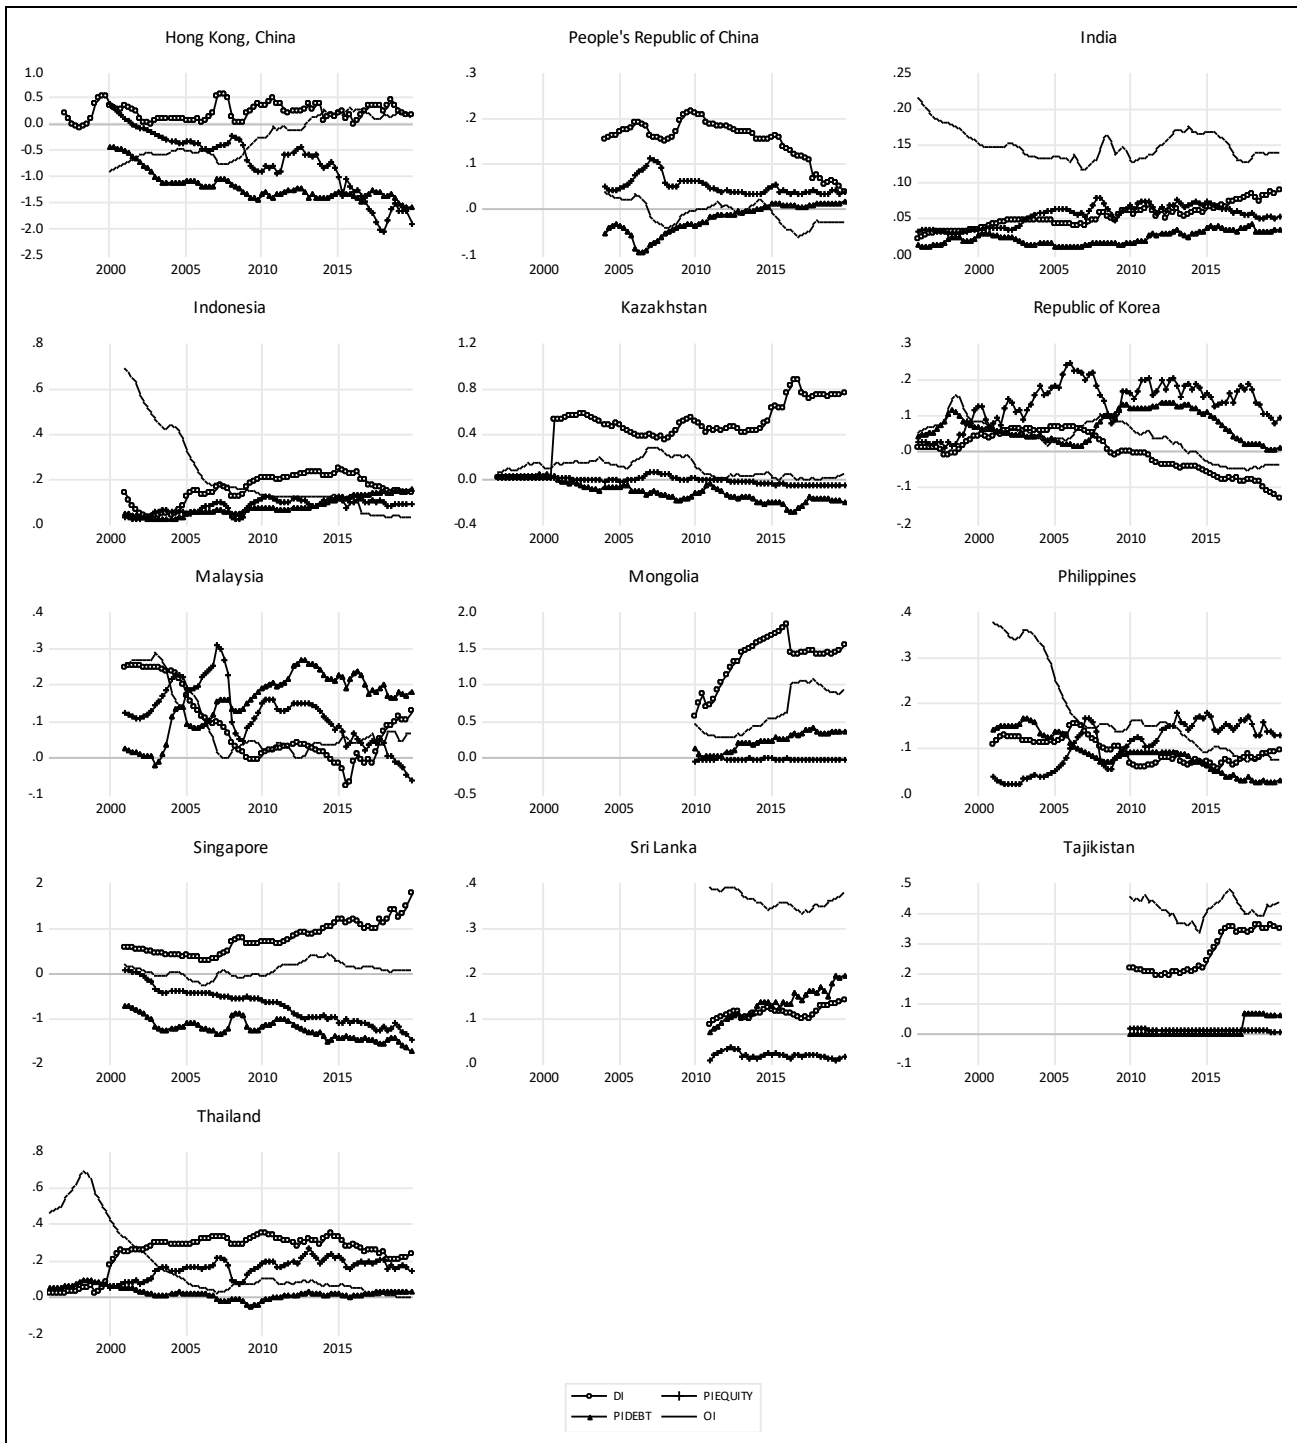 Hong Kong, China
1.0
0.5
0.0
-0.5
-1.0
-1.5
-2.0
-2.5
2000 2005 2010 2015
People's Republic of China
.3
.2
.1
.0
-.1
2000 2005 2010 2015
India
.25
.20
.15
.10
.05
.00
2000 2005 2010 2015
Indonesia
.8
.6
.4
.2
.0
2000 2005 2010 2015
Kazakhstan
1.2
0.8
0.4
0.0
-0.4
2000 2005 2010 2015
Republic of Korea
.3
.2
.1
.0
-.1
-.2
2000 2005 2010 2015
Malaysia
.4
.3
.2
.1
.0
-.1
2000 2005 2010 2015
Mongolia
2.0
1.5
1.0
0.5
0.0
-0.5
2000 2005 2010 2015
Philippines
.4
.3
.2
.1
.0
2000 2005 2010 2015
Singapore
2
1
0
-1
-2
2000 2005 2010 2015
Sri Lanka
.4
.3
.2
.1
.0
2000 2005 2010 2015
Tajikistan
.5
.4
.3
.2
.1
.0
-.1
2000 2005 2010 2015
Thailand
.8
.6
.4
.2
.0
-.2
2000 2005 2010 2015
DI PIEQUITY
PIDEBT OI